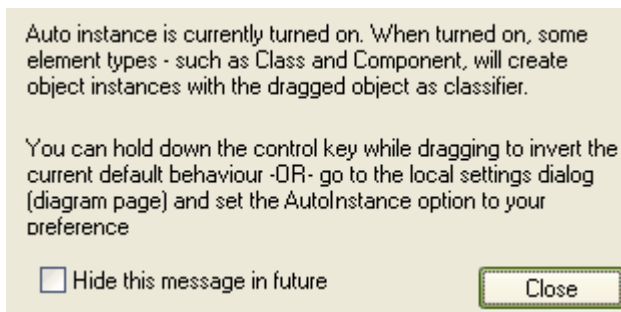 Auto instance is currently turned on. When turned on, some
element types - such as Class and Component, will create
object instances with the dragged object as classifier.
You can hold down the control key while dragging to invert the
current default behaviour -OR- go to the local settings dialog
(diagram page) and set the AutoInstance option to your
preference
Hide this message in future
Close